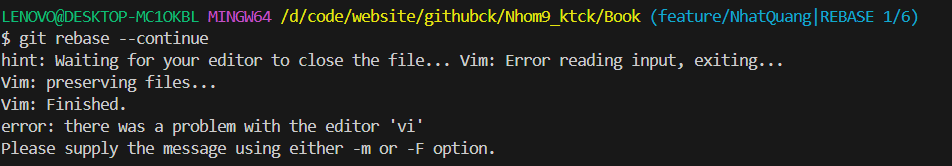 LENOVO@DESKTOP-MC1OKBL MINGW64 /d/code/website/githubck/Nhom9_ktck/Book (feature/NhatQuang|REBASE 1/6)
$ git rebase --continue
hint: Waiting for your editor to close the file... Vim: Error reading input, exiting...
Vim: preserving files...
Vim: Finished.
error: there was a problem with the editor 'vi'
Please supply the message using either -m or -F option.